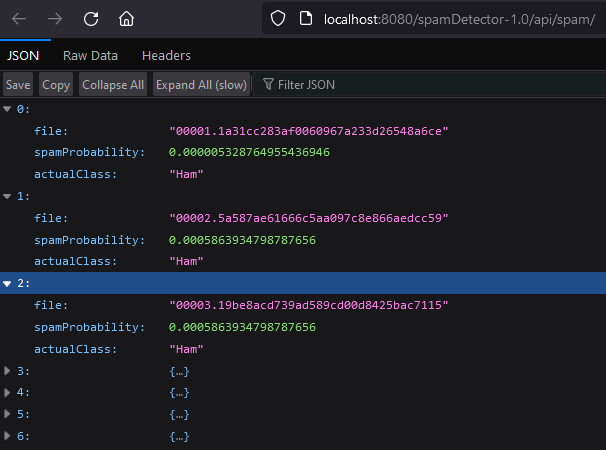 localhost:8080/spamDetector-1.0/api/spam/
JSON Raw Data Headers
Save Copy Collapse All Expand All (slow) Filter JSON
0:
file: "00001.1a31cc283af0060967a233d26548a6ce"
spamProbability: 0.000005328764955436946
actualClass: "Ham"
1:
file: "00002.5a587ae61666c5aa097c8e866aedcc59"
spamProbability: 0.0005863934798787656
actualClass: "Ham"
2:
file: "00003.19be8acd739ad589cd00d8425bac7115"
spamProbability: 0.0005863934798787656
actualClass: "Ham"
3: {…}
4: {…}
5: {…}
6: {…}